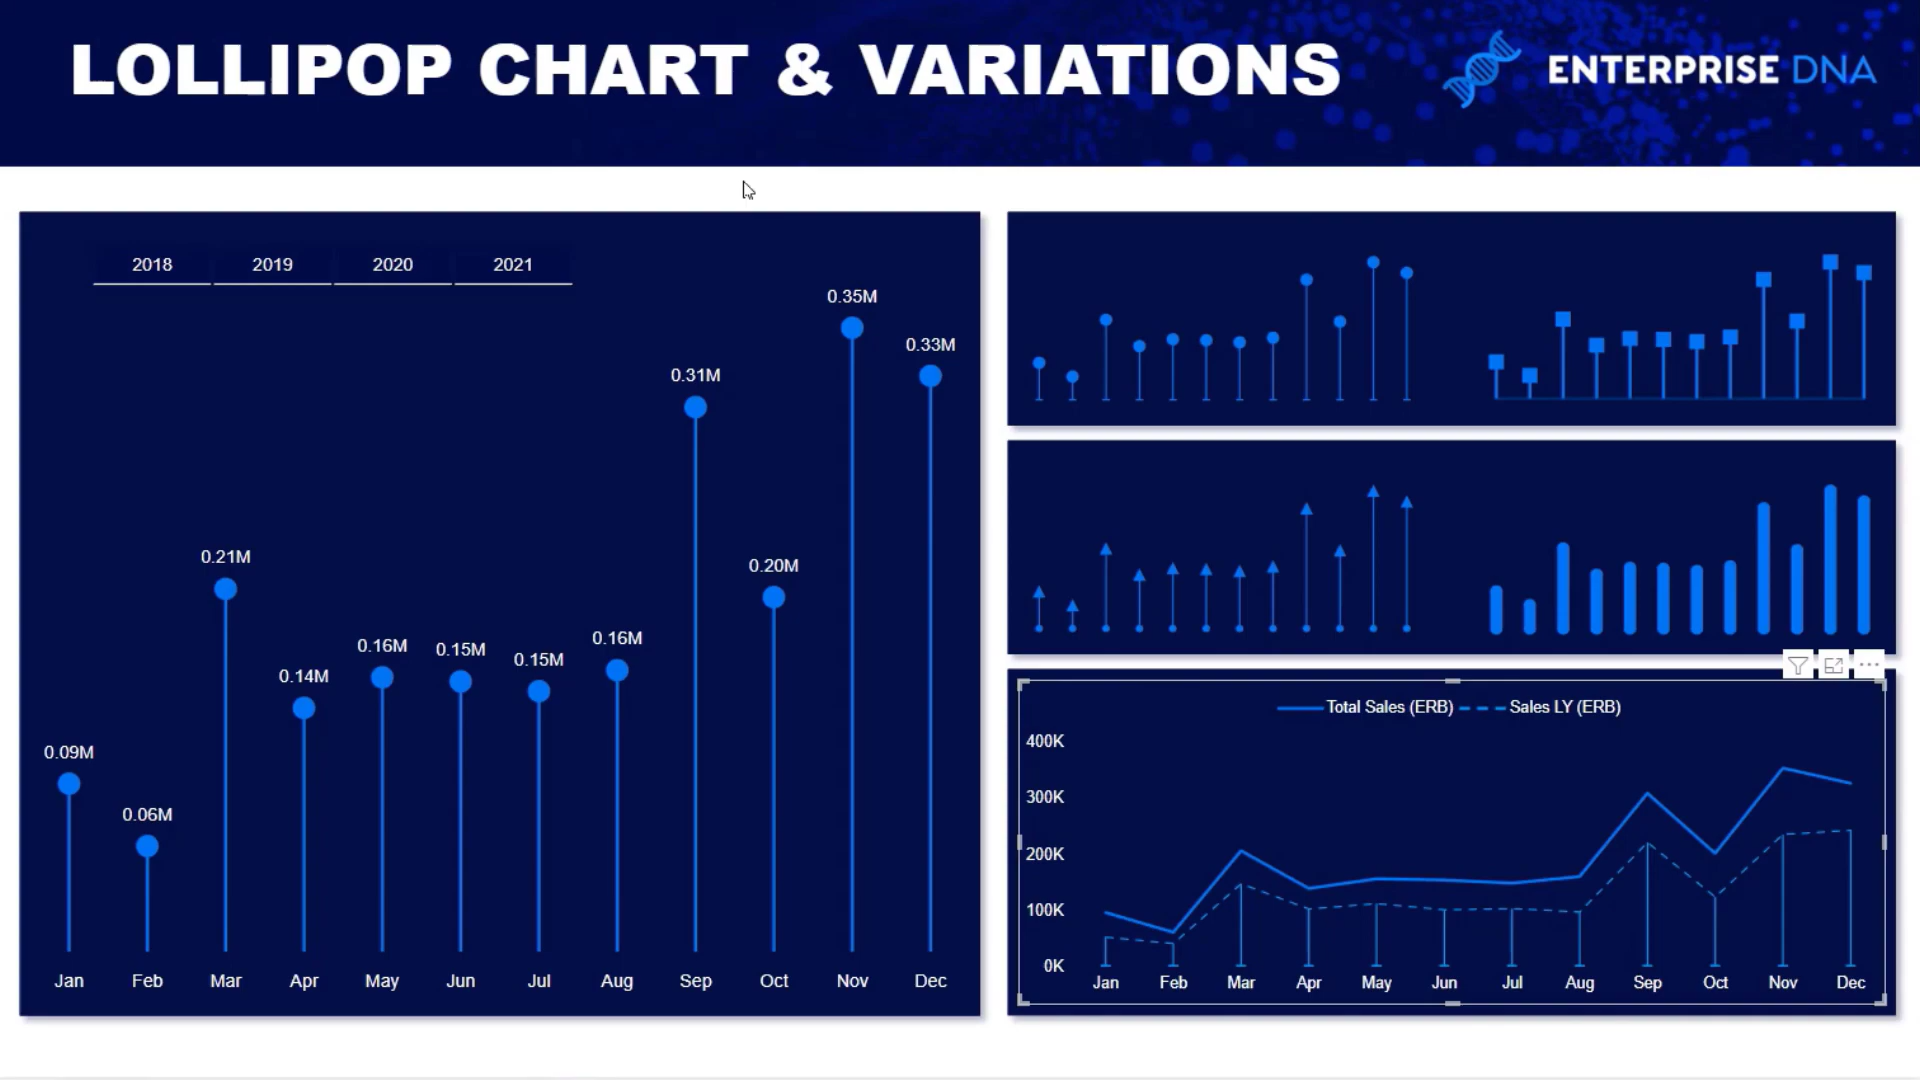 LOLLIPOP CHART & VARIATIONS
ENTERPRISE DNA
2018 2019 2020 2021
0.09M
0.06M
0.21M
0.14M
0.16M
0.15M
0.15M
0.16M
0.31M
0.20M
0.35M
0.33M
Jan Feb Mar Apr May Jun Jul Aug Sep Oct Nov Dec
Total Sales (ERB) Sales LY (ERB)
400K
300K
200K
100K
0K
Jan Feb Mar Apr May Jun Jul Aug Sep Oct Nov Dec